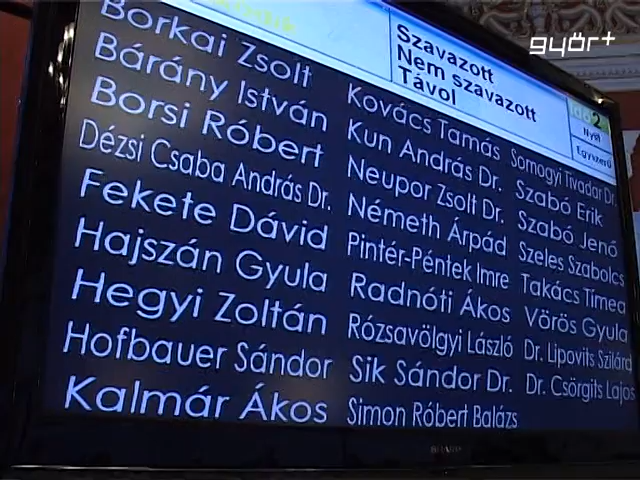 győr+
Szavazott
Nem szavazott
Távol
Nyílt
Egyszerű
Borkai Zsolt
Bárány István
Borsi Róbert
Dézsi Csaba András Dr.
Fekete Dávid
Hajszán Gyula
Hegyi Zoltán
Hofbauer Sándor
Kalmár Ákos
Kovács Tamás
Kun András Dr.
Neupor Zsolt Dr.
Németh Árpád
Pintér-Péntek Imre
Radnóti Ákos
Rózsavölgyi László
Sik Sándor Dr.
Simon Róbert Balázs
Somogyi Tivadar Dr.
Szabó Erik
Szabó Jenő
Szeles Szabolcs
Takács Tímea
Vörös Gyula
Dr. Lipovits Szilárd
Dr. Csörgits Lajos
SHARP